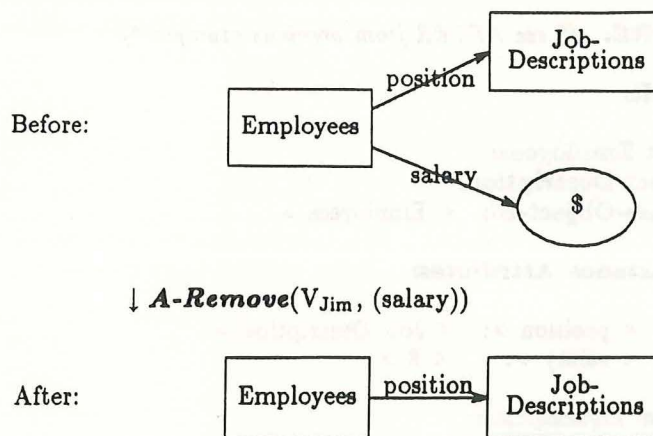 Job-
Descriptions
position
Before:
Employees
salary
$
↓ A-Remove(V_Jim, (salary))
After:
Employees
position
Job-
Descriptions